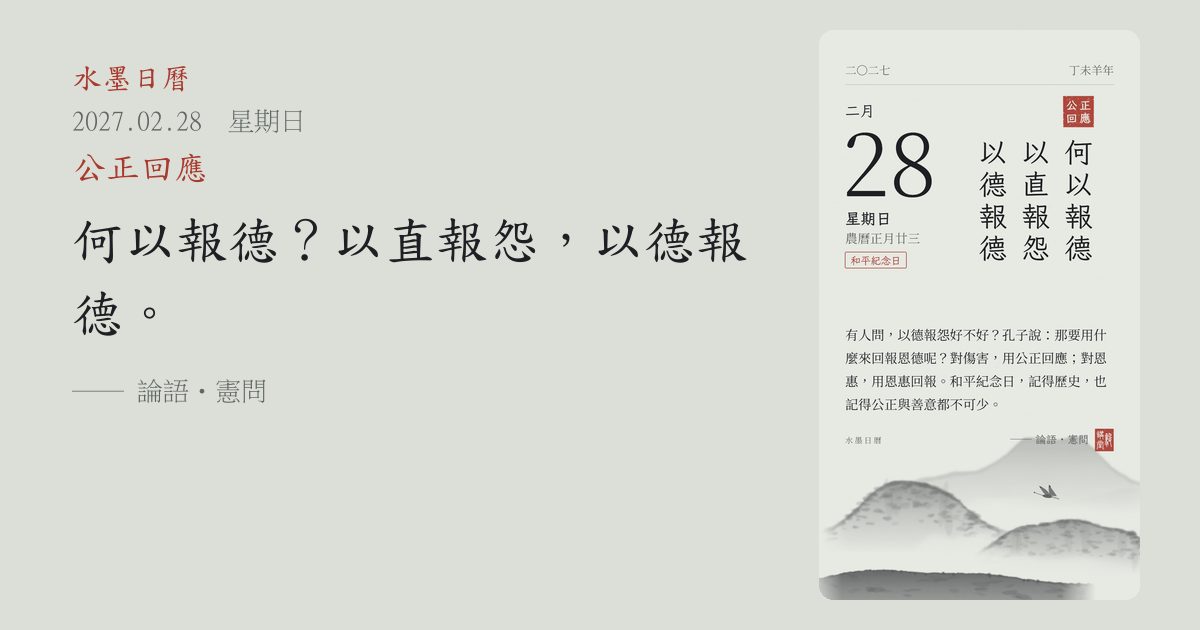 水墨日曆
2027.02.28 星期日
公正回應
何以報德？以直報怨，以德報
德。
—— 論語・憲問
二〇二七
丁未羊年
二月
28
星期日
農曆正月廿三
和平紀念日
公正
回應
何以報德
以直報怨
以德報德
有人問，以德報怨好不好？孔子說：那要用什
麼來回報恩德呢？對傷害，用公正回應；對恩
惠，用恩惠回報。和平紀念日，記得歷史，也
記得公正與善意都不可少。
水墨日曆
—— 論語・憲問